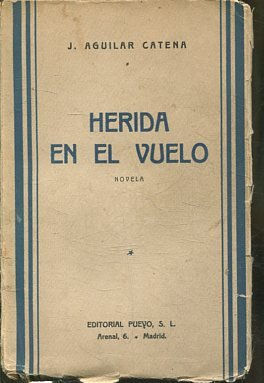 J. AGUILAR CATENA
HERIDA
EN EL VUELO
NOVELA
EDITORIAL PUEYO, S. L.
Arenal, 6. - Madrid.